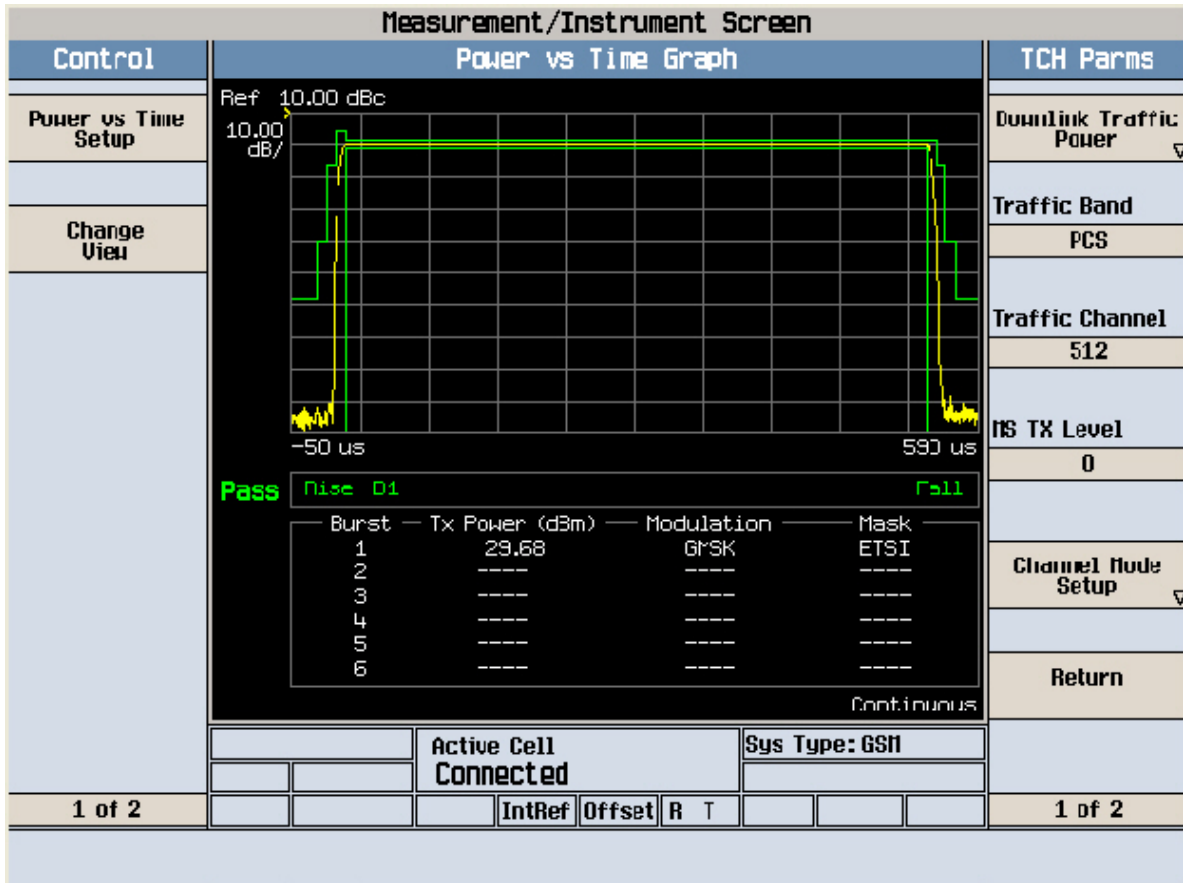 Measurement/Instrument Screen
Control
Power vs Time Graph
TCH Parms
Power vs Time
Setup
Change
View
1 of 2
Ref 10.00 dBc
10.00
dB/
-50 us
590 us
Pass
Rise 01
Fall
Burst Tx Power (dBm) Modulation Mask
1 29.68 GMSK ETSI
2 ---- ---- ----
3 ---- ---- ----
4 ---- ---- ----
5 ---- ---- ----
6 ---- ---- ----
Continuous
Active Cell
Connected
Sys Type: GSM
IntRef Offset R T
Downlink Traffic
Power
Traffic Band
PCS
Traffic Channel
512
MS TX Level
0
Channel Mode
Setup
Return
1 of 2